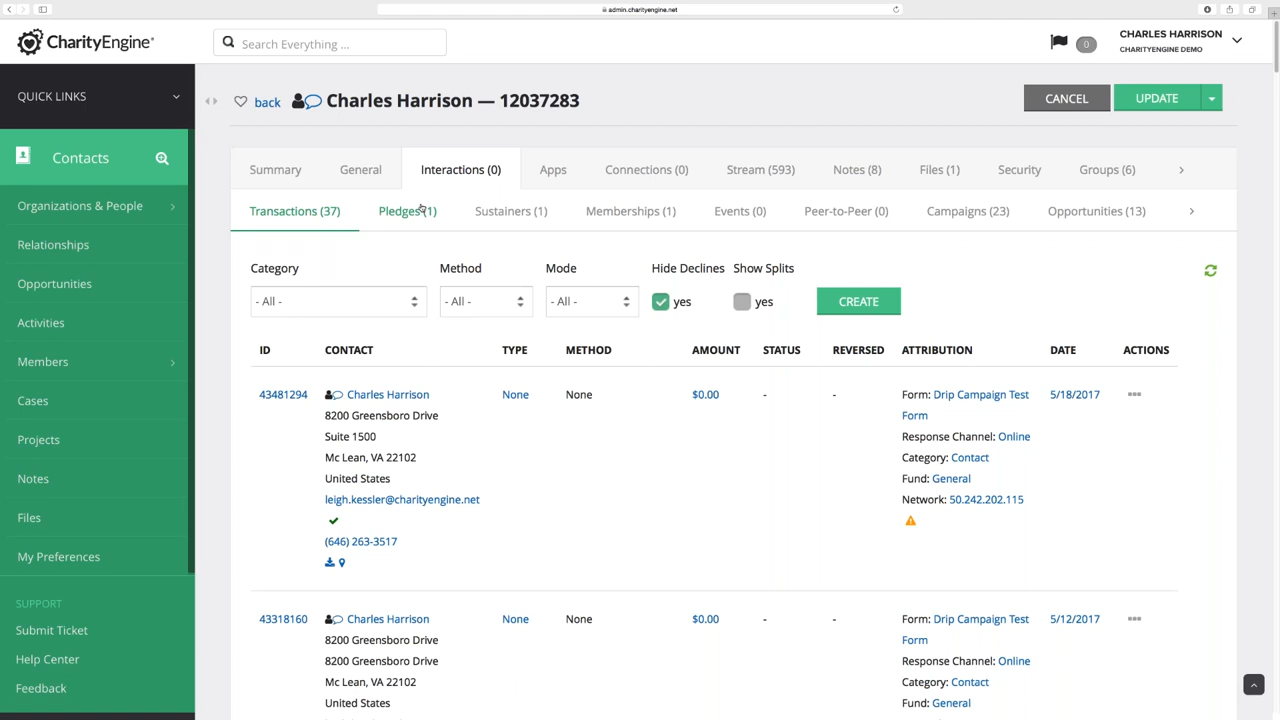 admin.charityengine.net
CharityEngine
Search Everything ...
0
CHARLES HARRISON
CHARITYENGINE DEMO
QUICK LINKS
Contacts
Organizations & People
Relationships
Opportunities
Activities
Members
Cases
Projects
Notes
Files
My Preferences
SUPPORT
Submit Ticket
Help Center
Feedback
back Charles Harrison — 12037283
CANCEL UPDATE
Summary General Interactions (0) Apps Connections (0) Stream (593) Notes (8) Files (1) Security Groups (6)
Transactions (37) Pledges (1) Sustainers (1) Memberships (1) Events (0) Peer-to-Peer (0) Campaigns (23) Opportunities (13)
Category Method Mode Hide Declines Show Splits
- All - - All - - All - yes yes CREATE
ID CONTACT TYPE METHOD AMOUNT STATUS REVERSED ATTRIBUTION DATE ACTIONS
43481294 Charles Harrison None None $0.00 - - Form: Drip Campaign Test 5/18/2017
8200 Greensboro Drive Form
Suite 1500 Response Channel: Online
Mc Lean, VA 22102 Category: Contact
United States Fund: General
leigh.kessler@charityengine.net Network: 50.242.202.115
(646) 263-3517
43318160 Charles Harrison None None $0.00 - - Form: Drip Campaign Test 5/12/2017
8200 Greensboro Drive Form
8200 Greensboro Drive Response Channel: Online
Mc Lean, VA 22102 Category: Contact
United States Fund: General